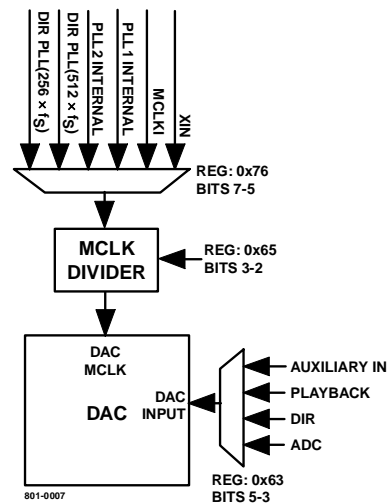 DIR PLL(256 × fS)
DIR PLL(512 × fS)
PLL2 INTERNAL
PLL1 INTERNAL
MCLKI
XIN
REG: 0x76
BITS 7-5
MCLK
DIVIDER
REG: 0x65
BITS 3-2
DAC
MCLK
DAC
DAC
INPUT
AUXILIARY IN
PLAYBACK
DIR
ADC
REG: 0x63
BITS 5-3
801-0007